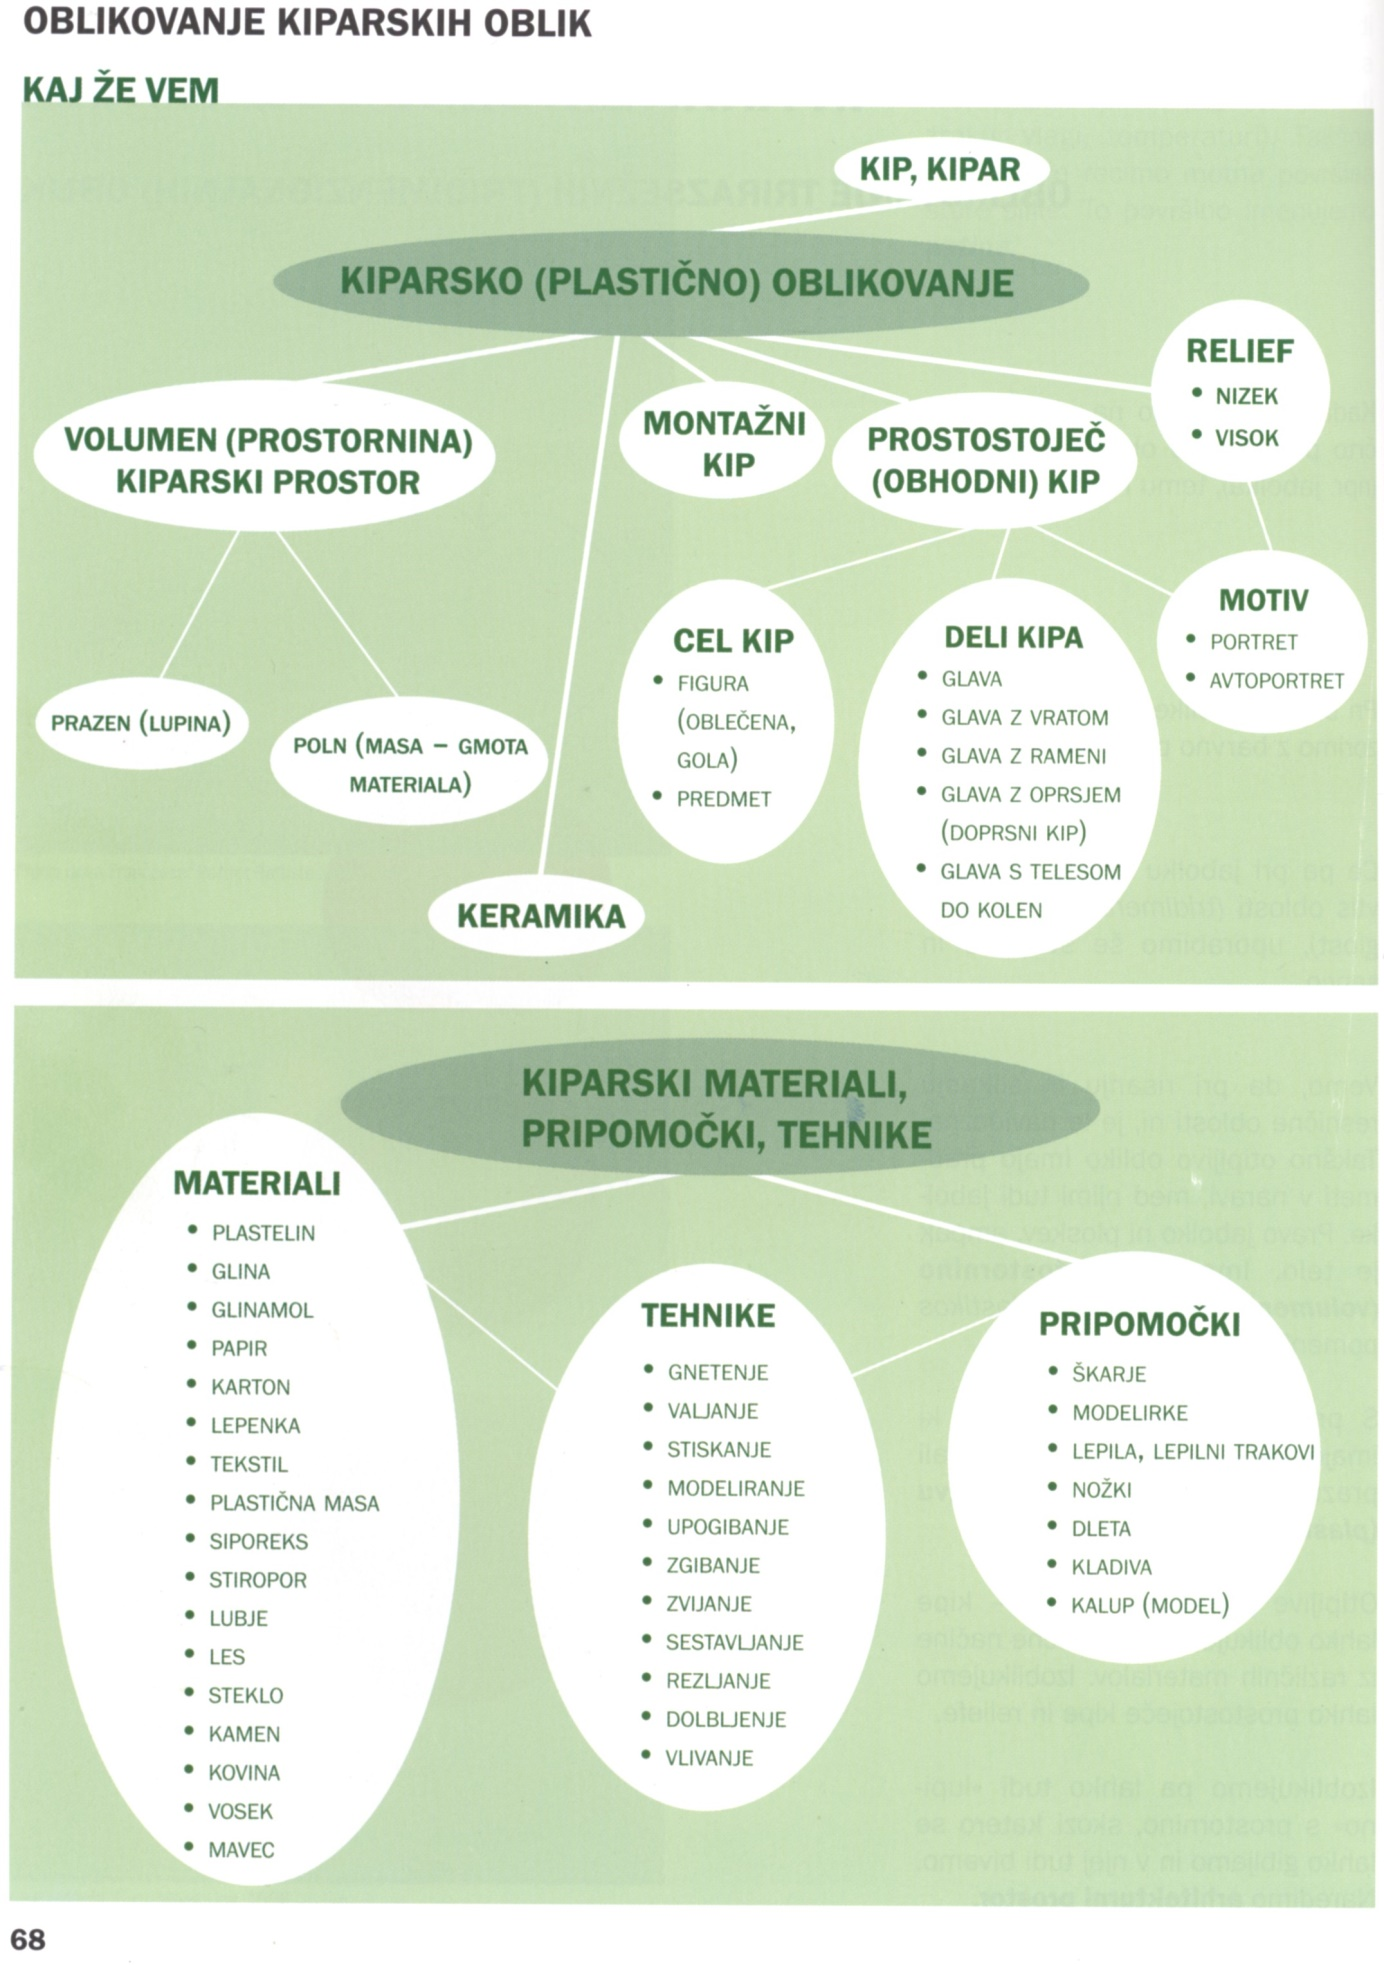 OBLIKOVANJE KIPARSKIH OBLIK
KAJ ŽE VEM
KIP, KIPAR
KIPARSKO (PLASTIČNO) OBLIKOVANJE
RELIEF
• NIZEK
• VISOK
VOLUMEN (PROSTORNINA)
KIPARSKI PROSTOR
MONTAŽNI
KIP
PROSTOSTOJEČ
(OBHODNI) KIP
MOTIV
• PORTRET
• AVTOPORTRET
CEL KIP
• FIGURA
(OBLEČENA,
GOLA)
• PREDMET
DELI KIPA
• GLAVA
• GLAVA Z VRATOM
• GLAVA Z RAMENI
• GLAVA Z OPRSJEM
(DOPRSNI KIP)
• GLAVA S TELESOM
DO KOLEN
PRAZEN (LUPINA)
POLN (MASA – GMOTA
MATERIALA)
KERAMIKA
KIPARSKI MATERIALI,
PRIPOMOČKI, TEHNIKE
MATERIALI
• PLASTELIN
• GLINA
• GLINAMOL
• PAPIR
• KARTON
• LEPENKA
• TEKSTIL
• PLASTIČNA MASA
• SIPOREKS
• STIROPOR
• LUBJE
• LES
• STEKLO
• KAMEN
• KOVINA
• VOSEK
• MAVEC
TEHNIKE
• GNETENJE
• VALJANJE
• STISKANJE
• MODELIRANJE
• UPOGIBANJE
• ZGIBANJE
• ZVIJANJE
• SESTAVLJANJE
• REZLJANJE
• DOLBLJENJE
• VLIVANJE
PRIPOMOČKI
• ŠKARJE
• MODELIRKE
• LEPILA, LEPILNI TRAKOVI
• NOŽKI
• DLETA
• KLADIVA
• KALUP (MODEL)
68